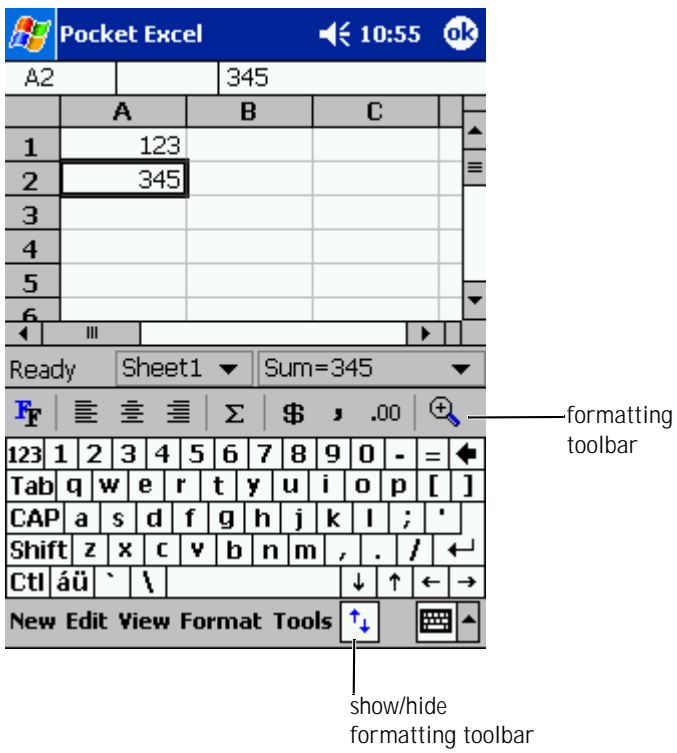 Pocket Excel 10:55 ok
A2 345
A B C
1 123
2 345
3
4
5
6
Ready Sheet1 Sum=345
FF Σ $ , .00
123 1 2 3 4 5 6 7 8 9 0 - =
Tab q w e r t y u i o p [ ]
CAP a s d f g h j k l ; '
Shift z x c v b n m , . /
Ctl áü ` \ ↓ ↑ ← →
New Edit View Format Tools
formatting
toolbar
show/hide
formatting toolbar